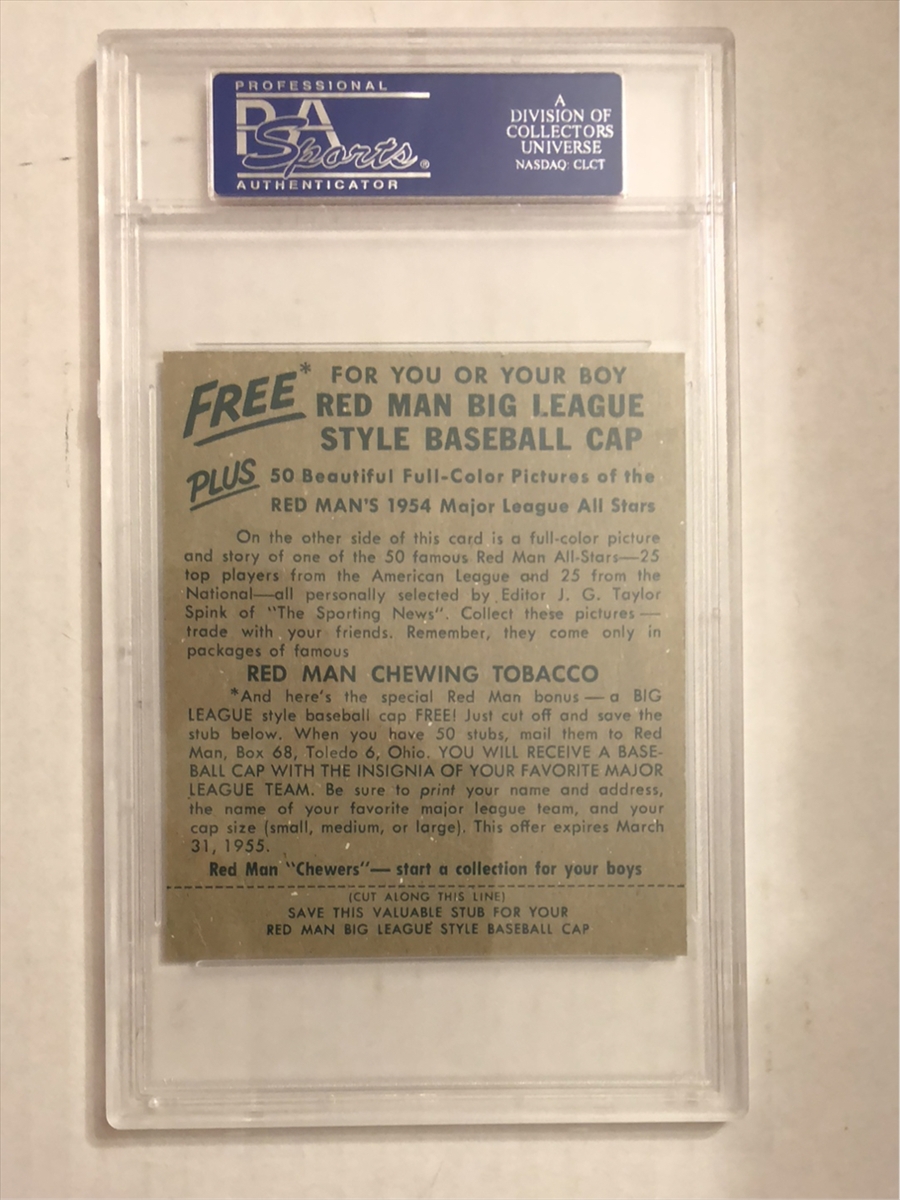 PROFESSIONAL
PSA
Sports®
AUTHENTICATOR
A
DIVISION OF
COLLECTORS
UNIVERSE
NASDAQ: CLCT
FREE* FOR YOU OR YOUR BOY
RED MAN BIG LEAGUE
STYLE BASEBALL CAP
PLUS 50 Beautiful Full-Color Pictures of the
RED MAN'S 1954 Major League All Stars
On the other side of this card is a full-color picture
and story of one of the 50 famous Red Man All-Stars—25
top players from the American League and 25 from the
National—all personally selected by Editor J. G. Taylor
Spink of "The Sporting News". Collect these pictures—
trade with your friends. Remember, they come only in
packages of famous
RED MAN CHEWING TOBACCO
*And here's the special Red Man bonus—a BIG
LEAGUE style baseball cap FREE! Just cut off and save the
stub below. When you have 50 stubs, mail them to Red
Man, Box 68, Toledo 6, Ohio. YOU WILL RECEIVE A BASE-
BALL CAP WITH THE INSIGNIA OF YOUR FAVORITE MAJOR
LEAGUE TEAM. Be sure to print your name and address,
the name of your favorite major league team, and your
cap size (small, medium, or large). This offer expires March
31, 1955.
Red Man "Chewers"—start a collection for your boys
(CUT ALONG THIS LINE)
SAVE THIS VALUABLE STUB FOR YOUR
RED MAN BIG LEAGUE STYLE BASEBALL CAP